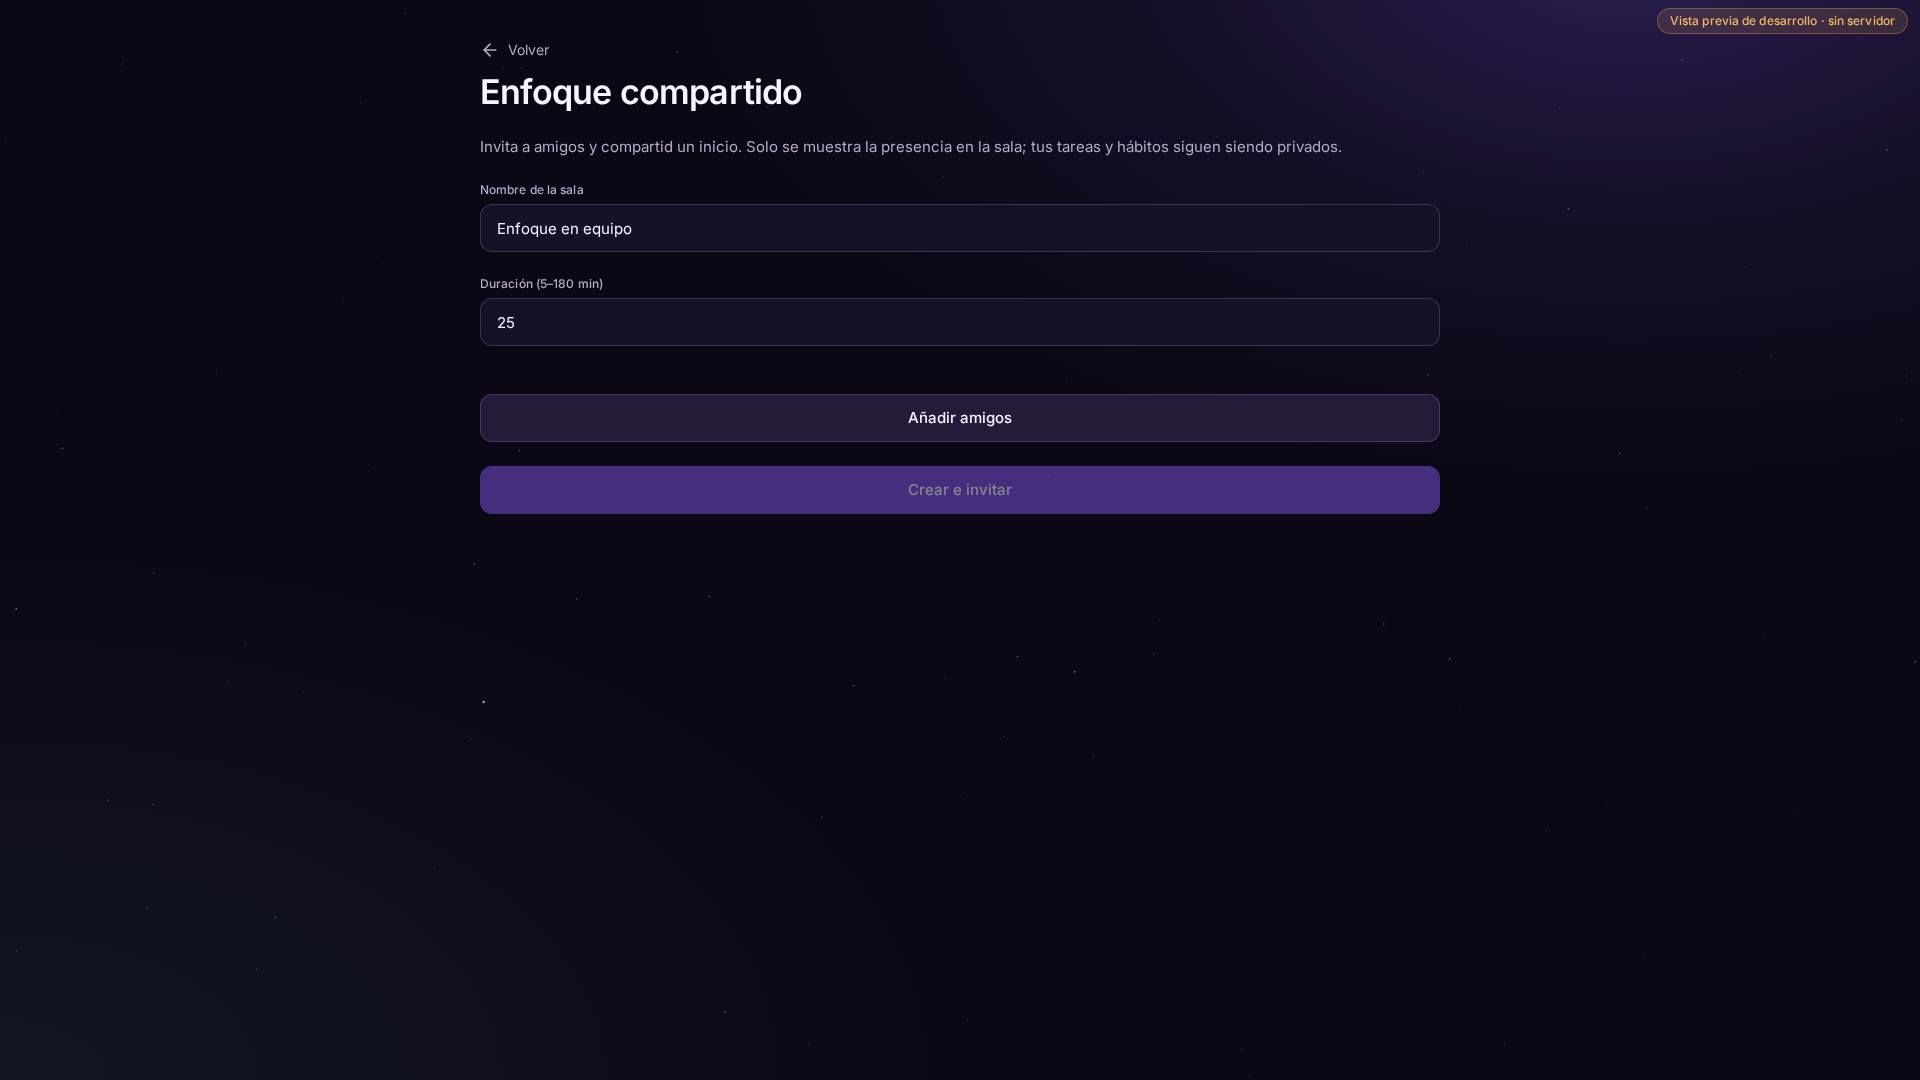 Vista previa de desarrollo · sin servidor
Volver
Enfoque compartido
Invita a amigos y compartid un inicio. Solo se muestra la presencia en la sala; tus tareas y hábitos siguen siendo privados.
Nombre de la sala
Enfoque en equipo
Duración (5–180 min)
25
Añadir amigos
Crear e invitar